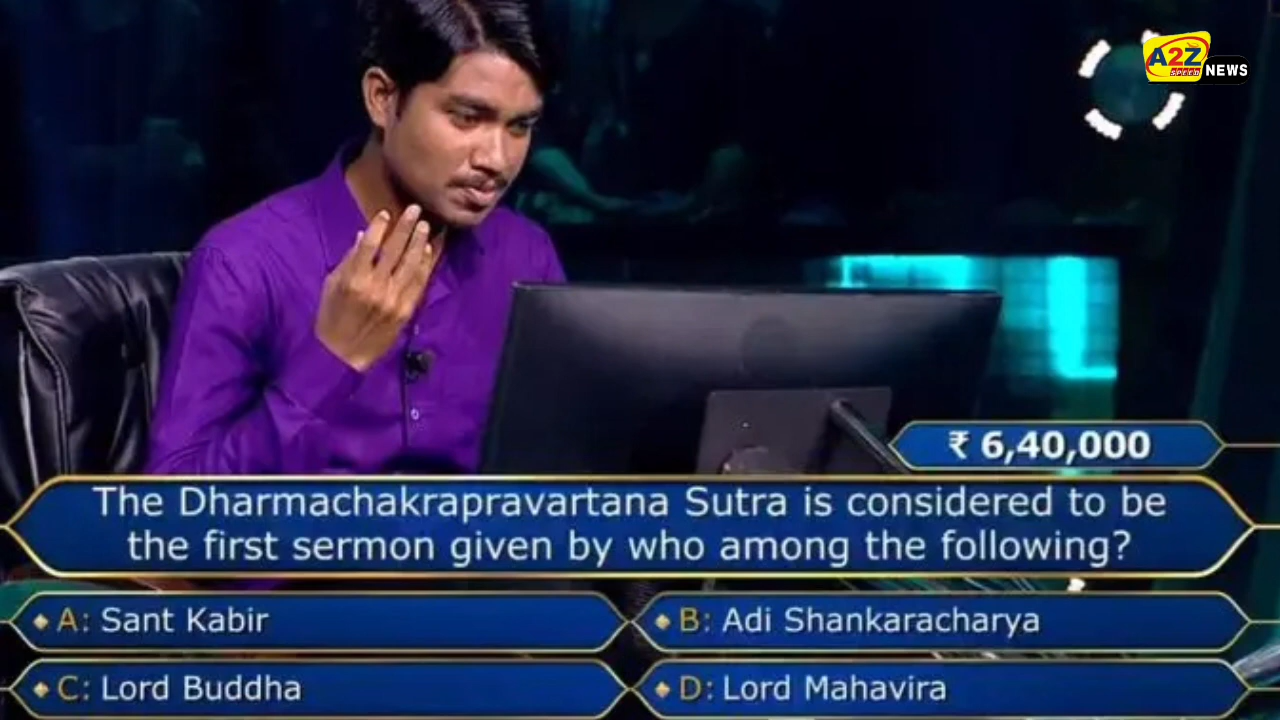 A2Z
SPEED
NEWS
₹ 6,40,000
The Dharmachakrapravartana Sutra is considered to be
the first sermon given by who among the following?
A: Sant Kabir
B: Adi Shankaracharya
C: Lord Buddha
D: Lord Mahavira